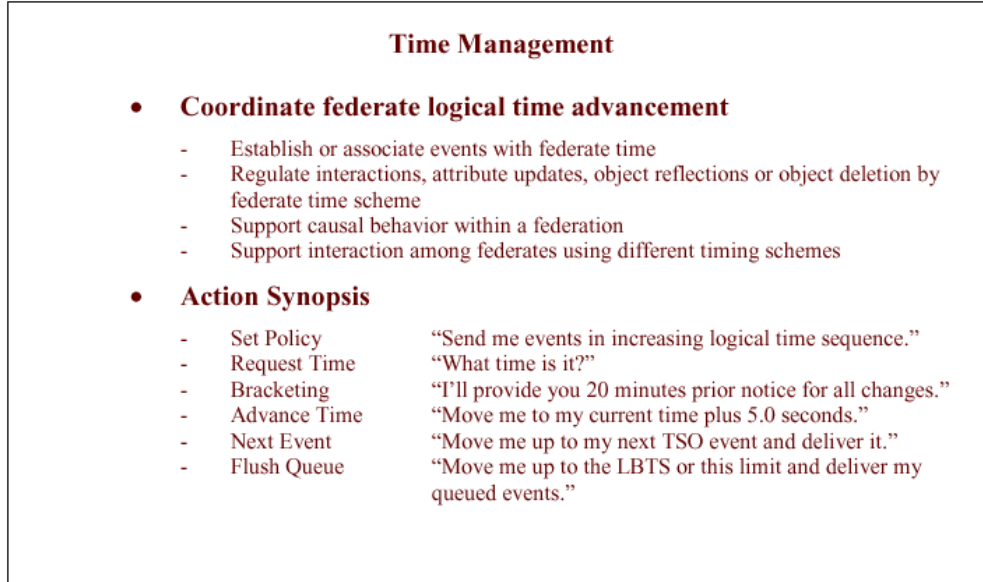 Time Management
• Coordinate federate logical time advancement
- Establish or associate events with federate time
- Regulate interactions, attribute updates, object reflections or object deletion by
federate time scheme
- Support causal behavior within a federation
- Support interaction among federates using different timing schemes
• Action Synopsis
- Set Policy “Send me events in increasing logical time sequence.”
- Request Time “What time is it?”
- Bracketing “I’ll provide you 20 minutes prior notice for all changes.”
- Advance Time “Move me to my current time plus 5.0 seconds.”
- Next Event “Move me up to my next TSO event and deliver it.”
- Flush Queue “Move me up to the LBTS or this limit and deliver my
queued events.”